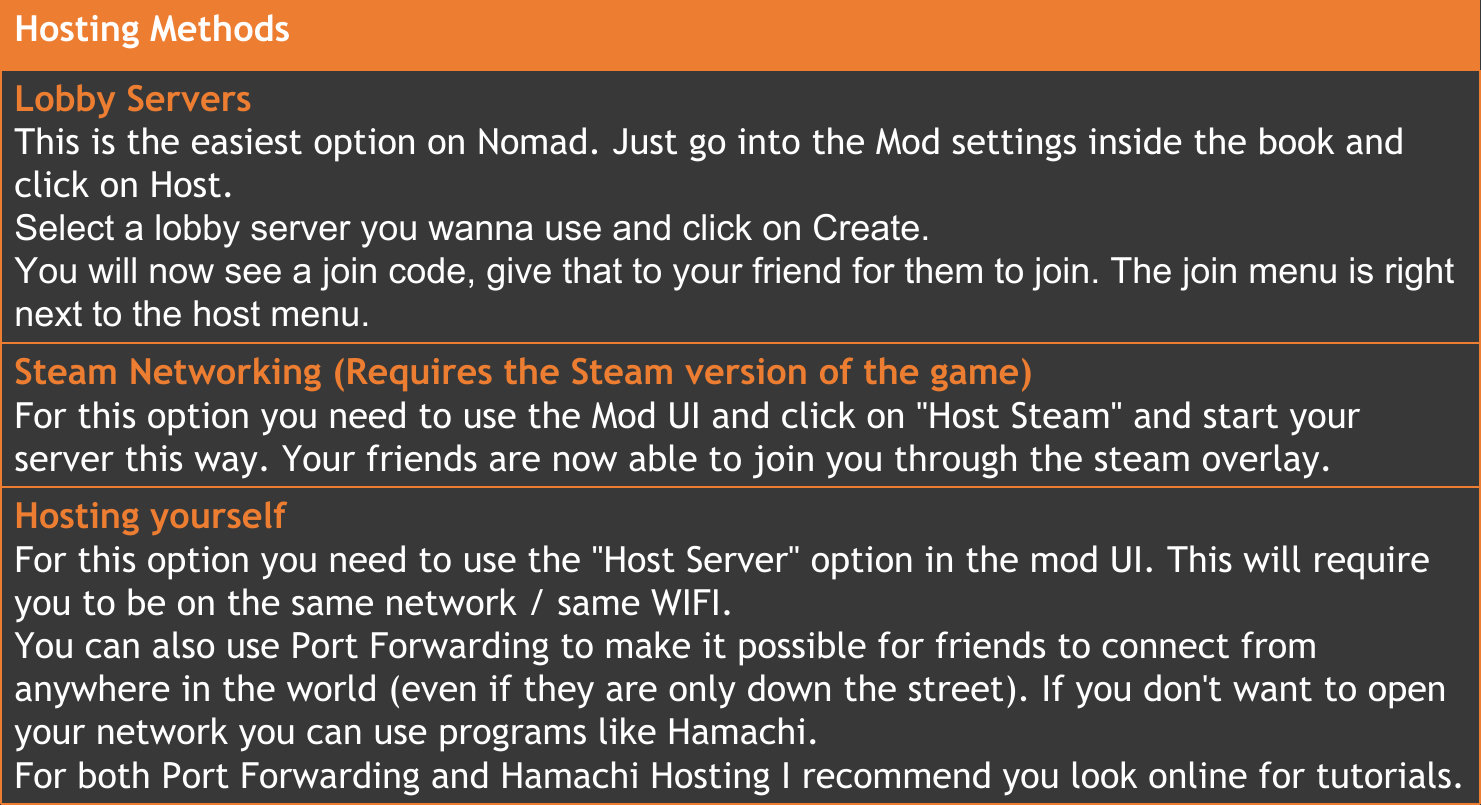 Hosting Methods
Lobby Servers
This is the easiest option on Nomad. Just go into the Mod settings inside the book and
click on Host.
Select a lobby server you wanna use and click on Create.
You will now see a join code, give that to your friend for them to join. The join menu is right
next to the host menu.
Steam Networking (Requires the Steam version of the game)
For this option you need to use the Mod UI and click on "Host Steam" and start your
server this way. Your friends are now able to join you through the steam overlay.
Hosting yourself
For this option you need to use the "Host Server" option in the mod UI. This will require
you to be on the same network / same WIFI.
You can also use Port Forwarding to make it possible for friends to connect from
anywhere in the world (even if they are only down the street). If you don't want to open
your network you can use programs like Hamachi.
For both Port Forwarding and Hamachi Hosting I recommend you look online for tutorials.